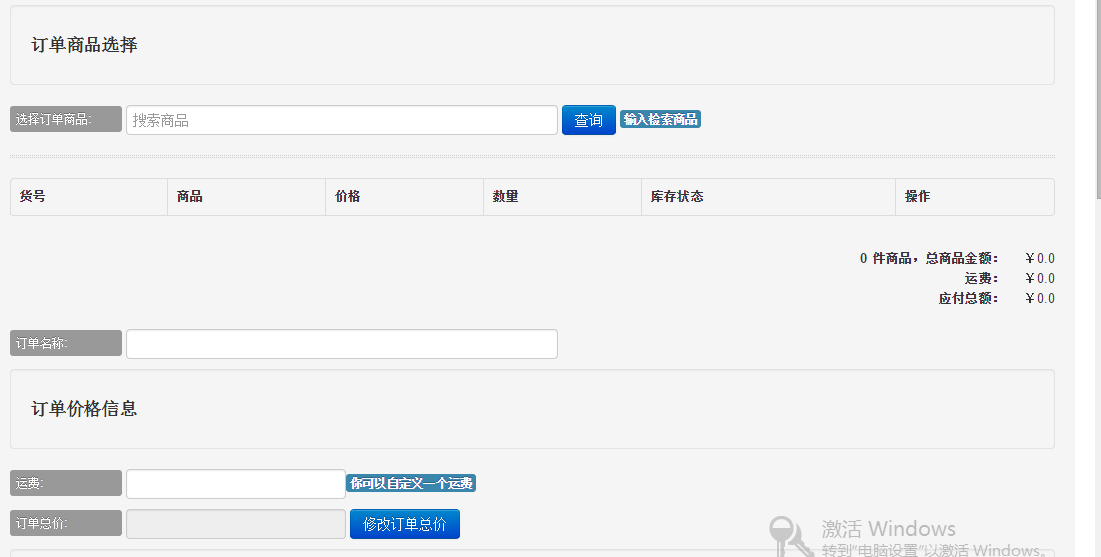 订单商品选择
选择订单商品: 搜索商品 查询 输入检索商品
货号 商品 价格 数量 库存状态 操作
0 件商品，总商品金额： ￥0.0
运费： ￥0.0
应付总额： ￥0.0
订单名称:
订单价格信息
运费: 你可以自定义一个运费
订单总价: 修改订单总价
激活 Windows
转到"电脑设置"以激活 Windows。